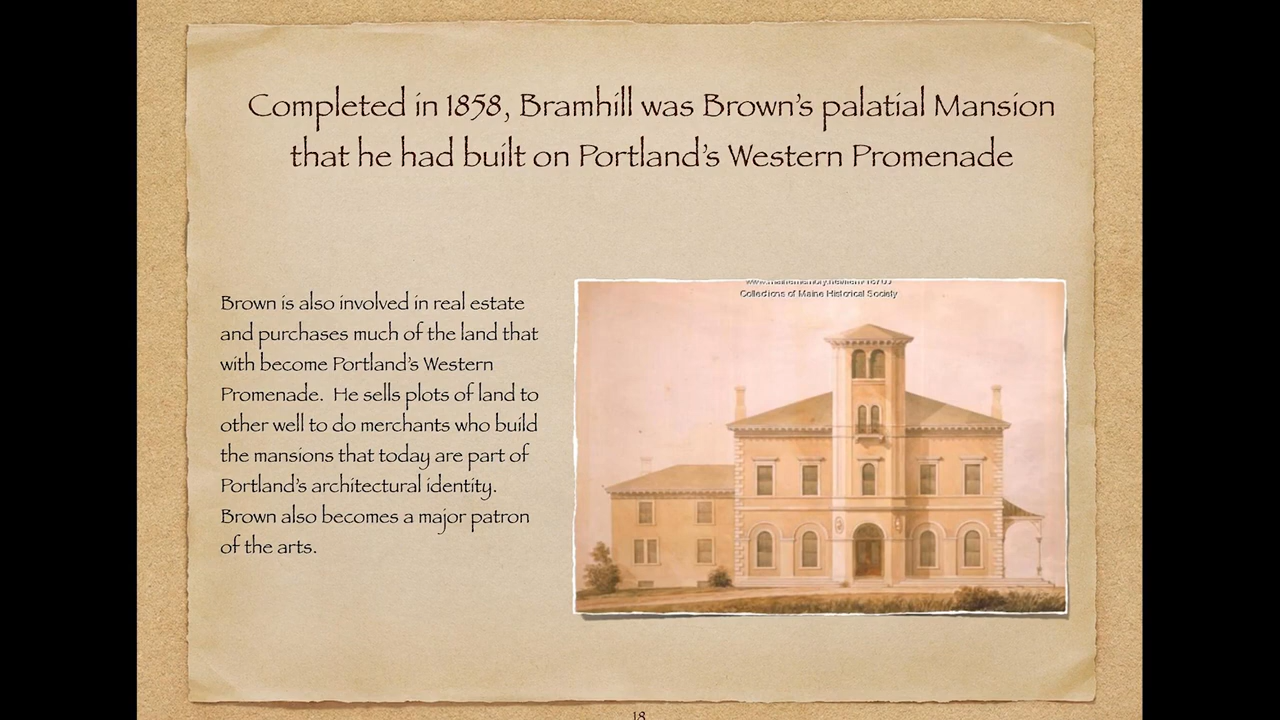 Completed in 1858, Bramhill was Brown's palatial Mansion
that he had built on Portland's Western Promenade
Brown is also involved in real estate
and purchases much of the land that
with become Portland's Western
Promenade. He sells plots of land to
other well to do merchants who build
the mansions that today are part of
Portland's architectural identity.
Brown also becomes a major patron
of the arts.
Collections of Maine Historical Society
18